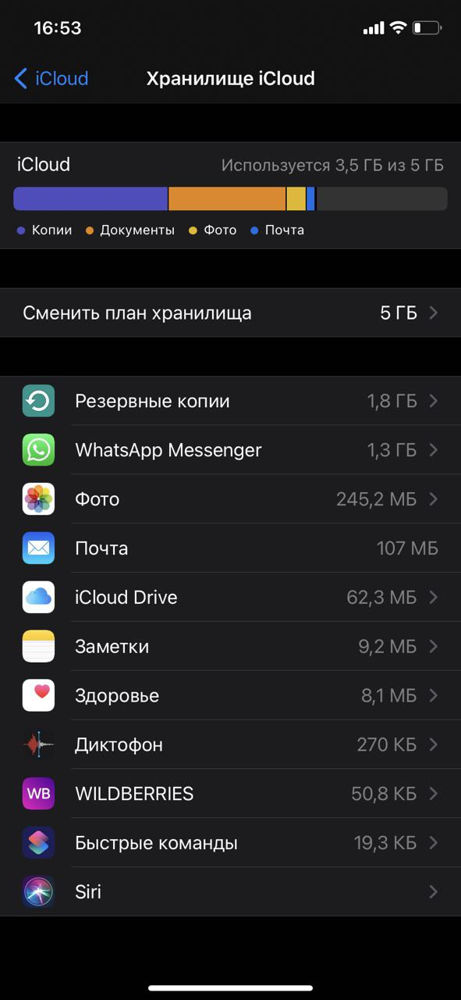 16:53
iCloud
Хранилище iCloud
iCloud
Используется 3,5 ГБ из 5 ГБ
Копии Документы Фото Почта
Сменить план хранилища 5 ГБ
Резервные копии 1,8 ГБ
WhatsApp Messenger 1,3 ГБ
Фото 245,2 МБ
Почта 107 МБ
iCloud Drive 62,3 МБ
Заметки 9,2 МБ
Здоровье 8,1 МБ
Диктофон 270 КБ
WB WILDBERRIES 50,8 КБ
Быстрые команды 19,3 КБ
Siri